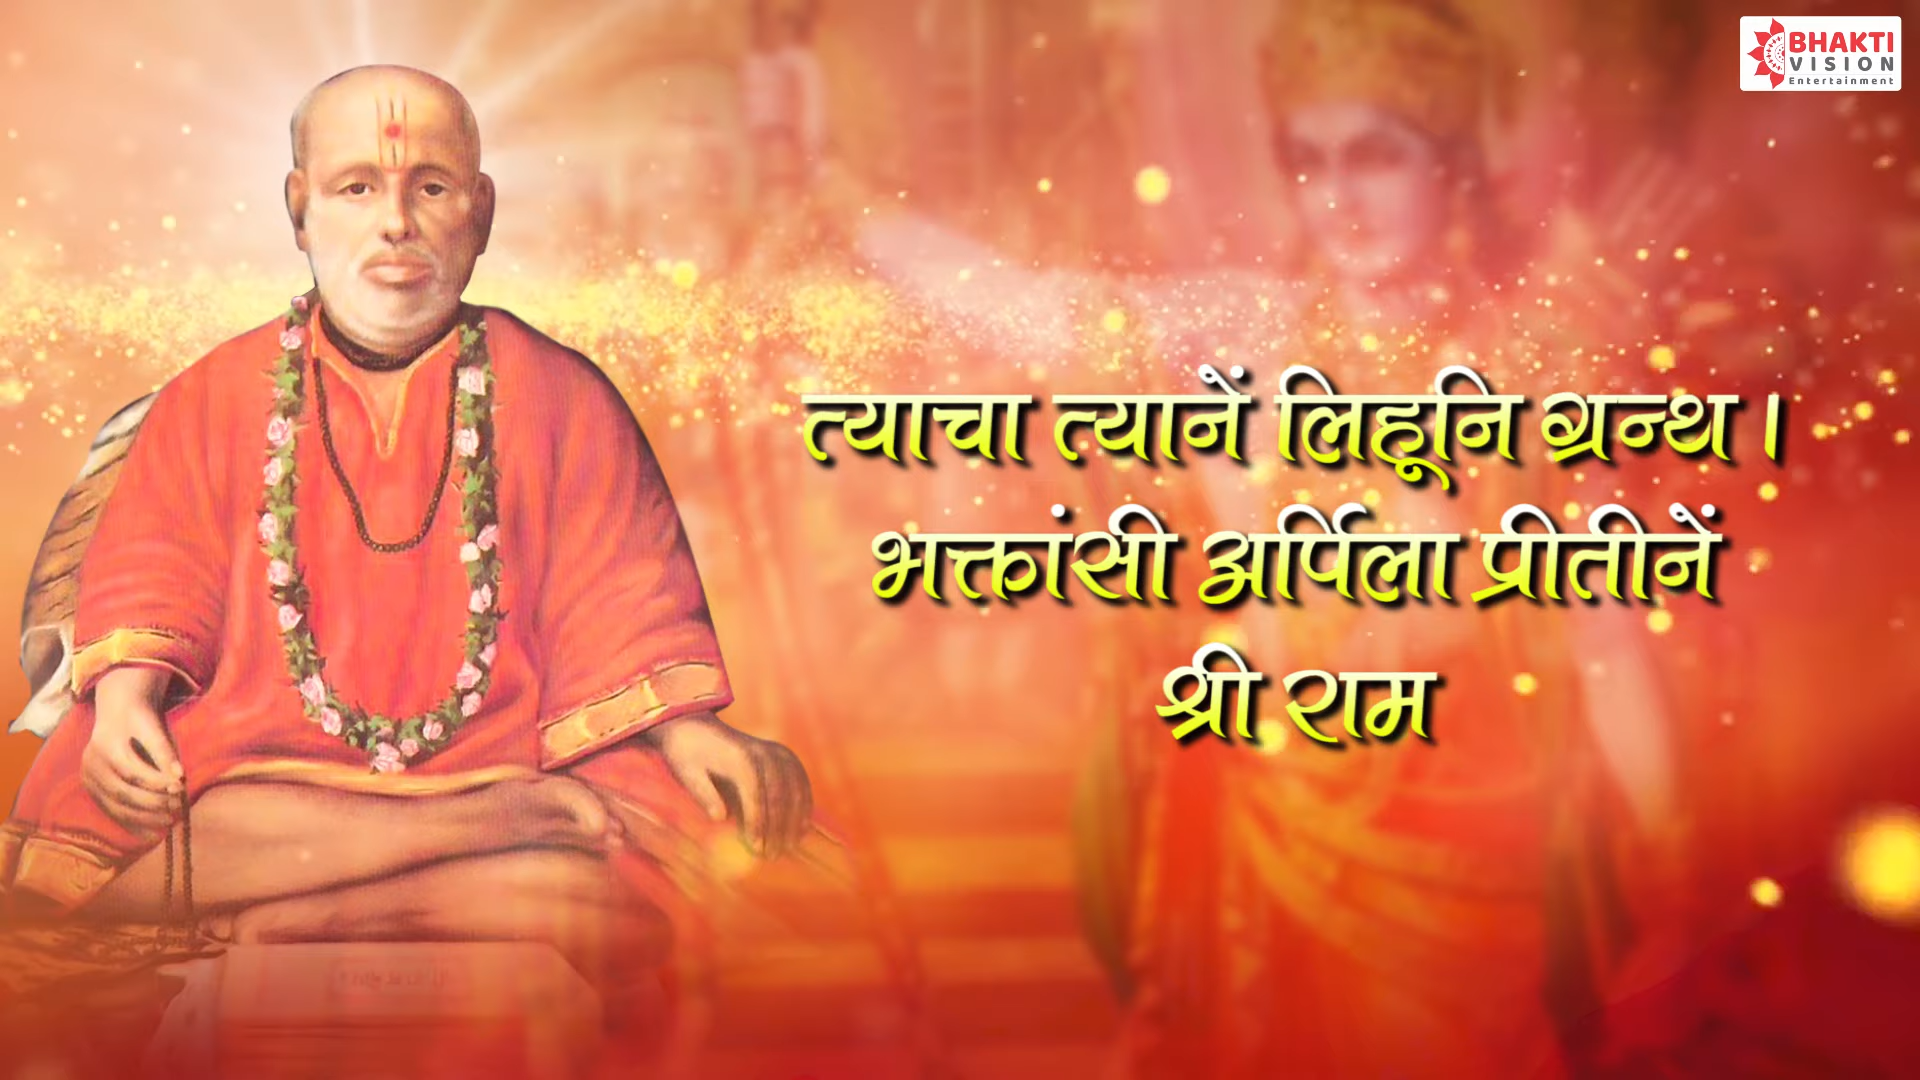 BHAKTI
VISION
Entertainment
त्याचा त्यानें लिहूनि ग्रन्थ ।
भक्तांसी अर्पिला प्रीतीनें
श्री राम